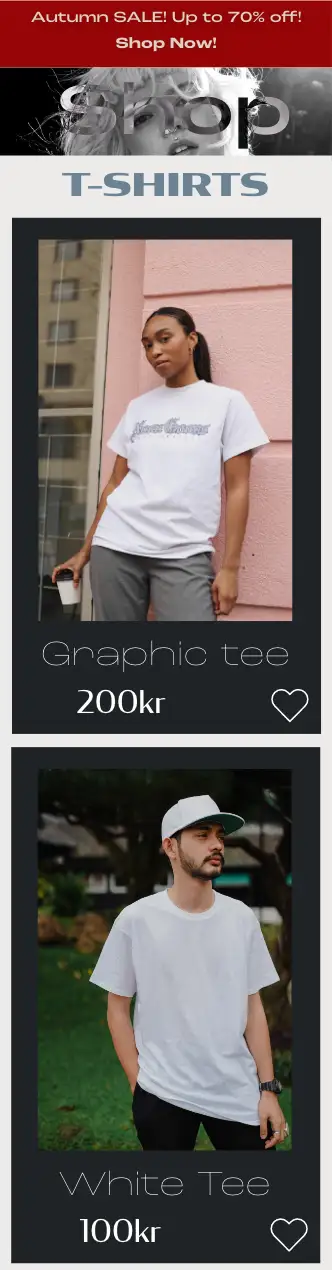 Autumn SALE! Up to 70% off!
Shop Now!
Shop
T-SHIRTS
Graphic tee
200kr
White Tee
100kr